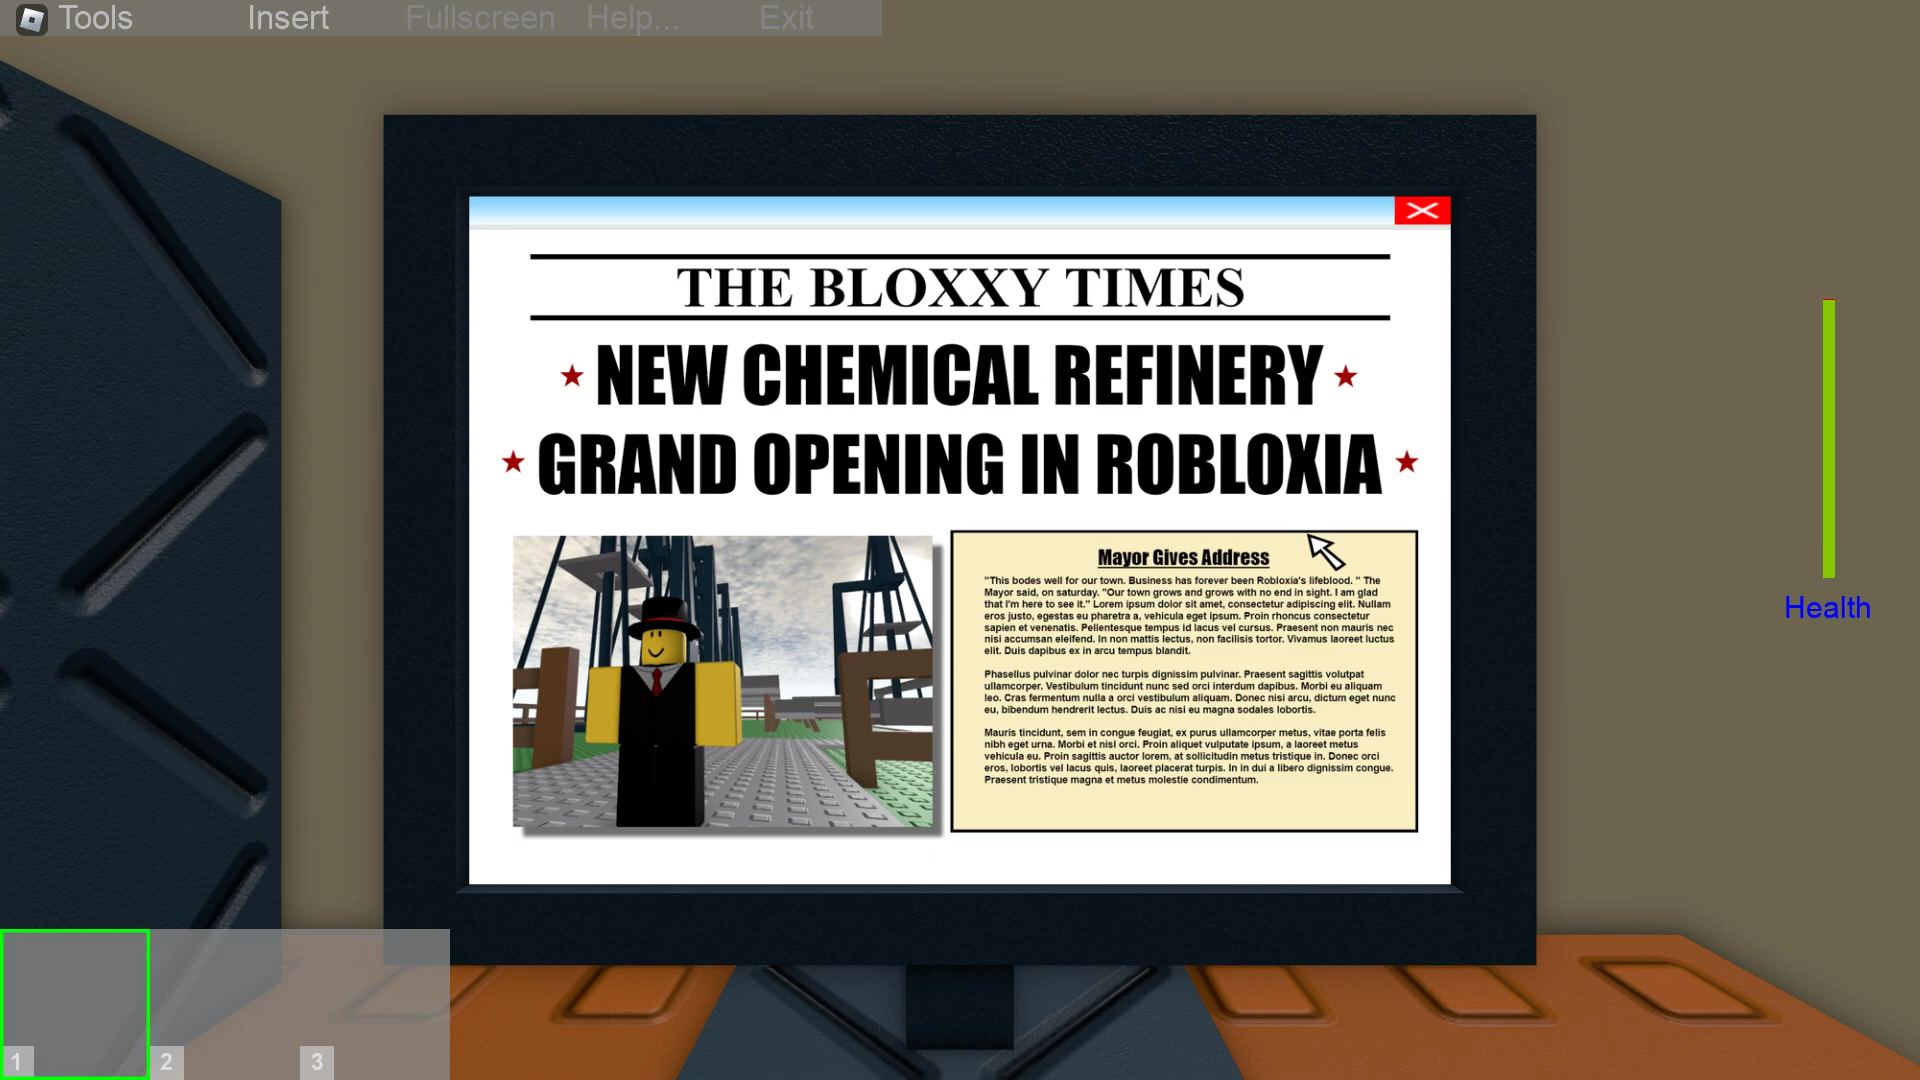 Tools Insert Fullscreen Help... Exit
THE BLOXXY TIMES
NEW CHEMICAL REFINERY
GRAND OPENING IN ROBLOXIA
Mayor Gives Address
"This bodes well for our town. Business has forever been Robloxia's lifeblood. " The
Mayor said, on saturday. "Our town grows and grows with no end in sight. I am glad
that I'm here to see it." Lorem ipsum dolor sit amet, consectetur adipiscing elit. Nullam
eros justo, egestas eu pharetra a, vehicula eget ipsum. Proin rhoncus consectetur
sapien et venenatis. Pellentesque tempus id lacus vel cursus. Praesent non mauris nec
nisi accumsan eleifend. In non mattis lectus, non facilisis tortor. Vivamus laoreet luctus
elit. Duis dapibus ex in arcu tempus blandit.
Phasellus pulvinar dolor nec turpis dignissim pulvinar. Praesent sagittis volutpat
ullamcorper. Vestibulum tincidunt nunc sed orci interdum dapibus. Morbi eu aliquam
leo. Cras fermentum nulla a orci vestibulum aliquam. Donec nisi arcu, dictum eget nunc
eu, bibendum hendrerit lectus. Duis ac nisi eu magna sodales lobortis.
Mauris tincidunt, sem in congue feugiat, ex purus ullamcorper metus, vitae porta felis
nibh eget urna. Morbi et nisl orci. Proin aliquet vulputate ipsum, a laoreet metus
vehicula eu. Proin sagittis auctor lorem, at sollicitudin metus tristique in. Donec orci
eros, lobortis vel lacus quis, laoreet placerat turpis. In in dui a libero dignissim congue.
Praesent tristique magna et metus molestie condimentum.
Health
1 2 3